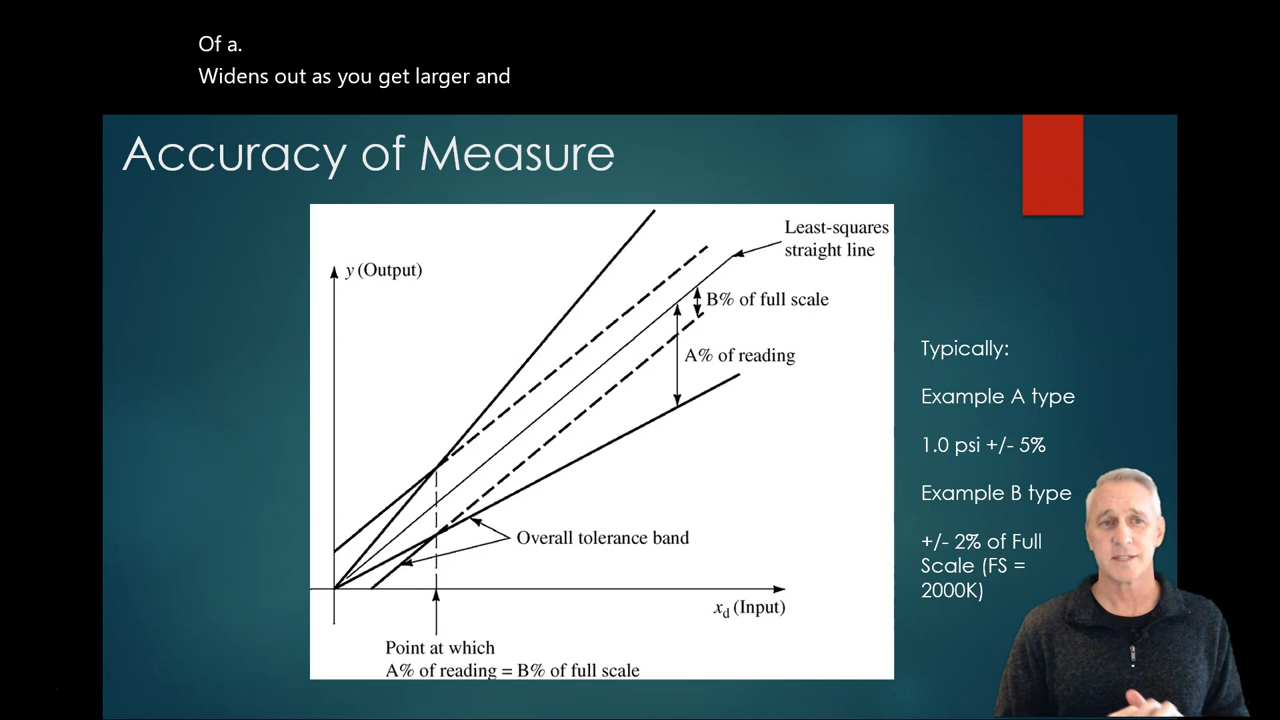 Of a.
Widens out as you get larger and
Accuracy of Measure
Least-squares
straight line
y (Output)
B% of full scale
A% of reading
Overall tolerance band
xd (Input)
Point at which
A% of reading = B% of full scale
Typically:
Example A type
1.0 psi +/- 5%
Example B type
+/- 2% of Full
Scale (FS =
2000K)